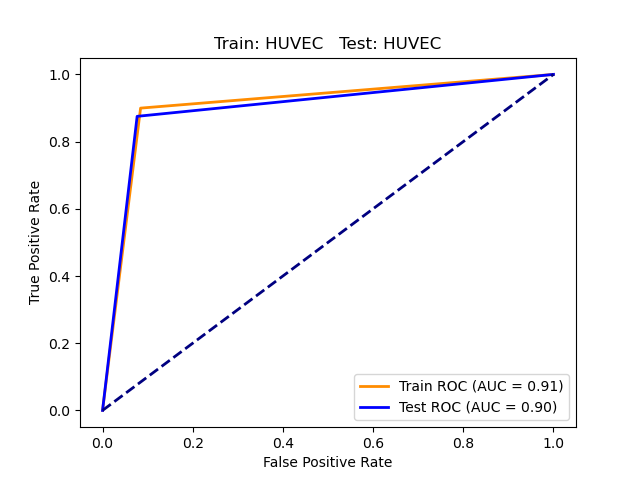 Train: HUVEC   Test: HUVEC
1.0
0.8
0.6
0.4
0.2
0.0
True Positive Rate
Train ROC (AUC = 0.91)
Test ROC (AUC = 0.90)
0.0 0.2 0.4 0.6 0.8 1.0
False Positive Rate